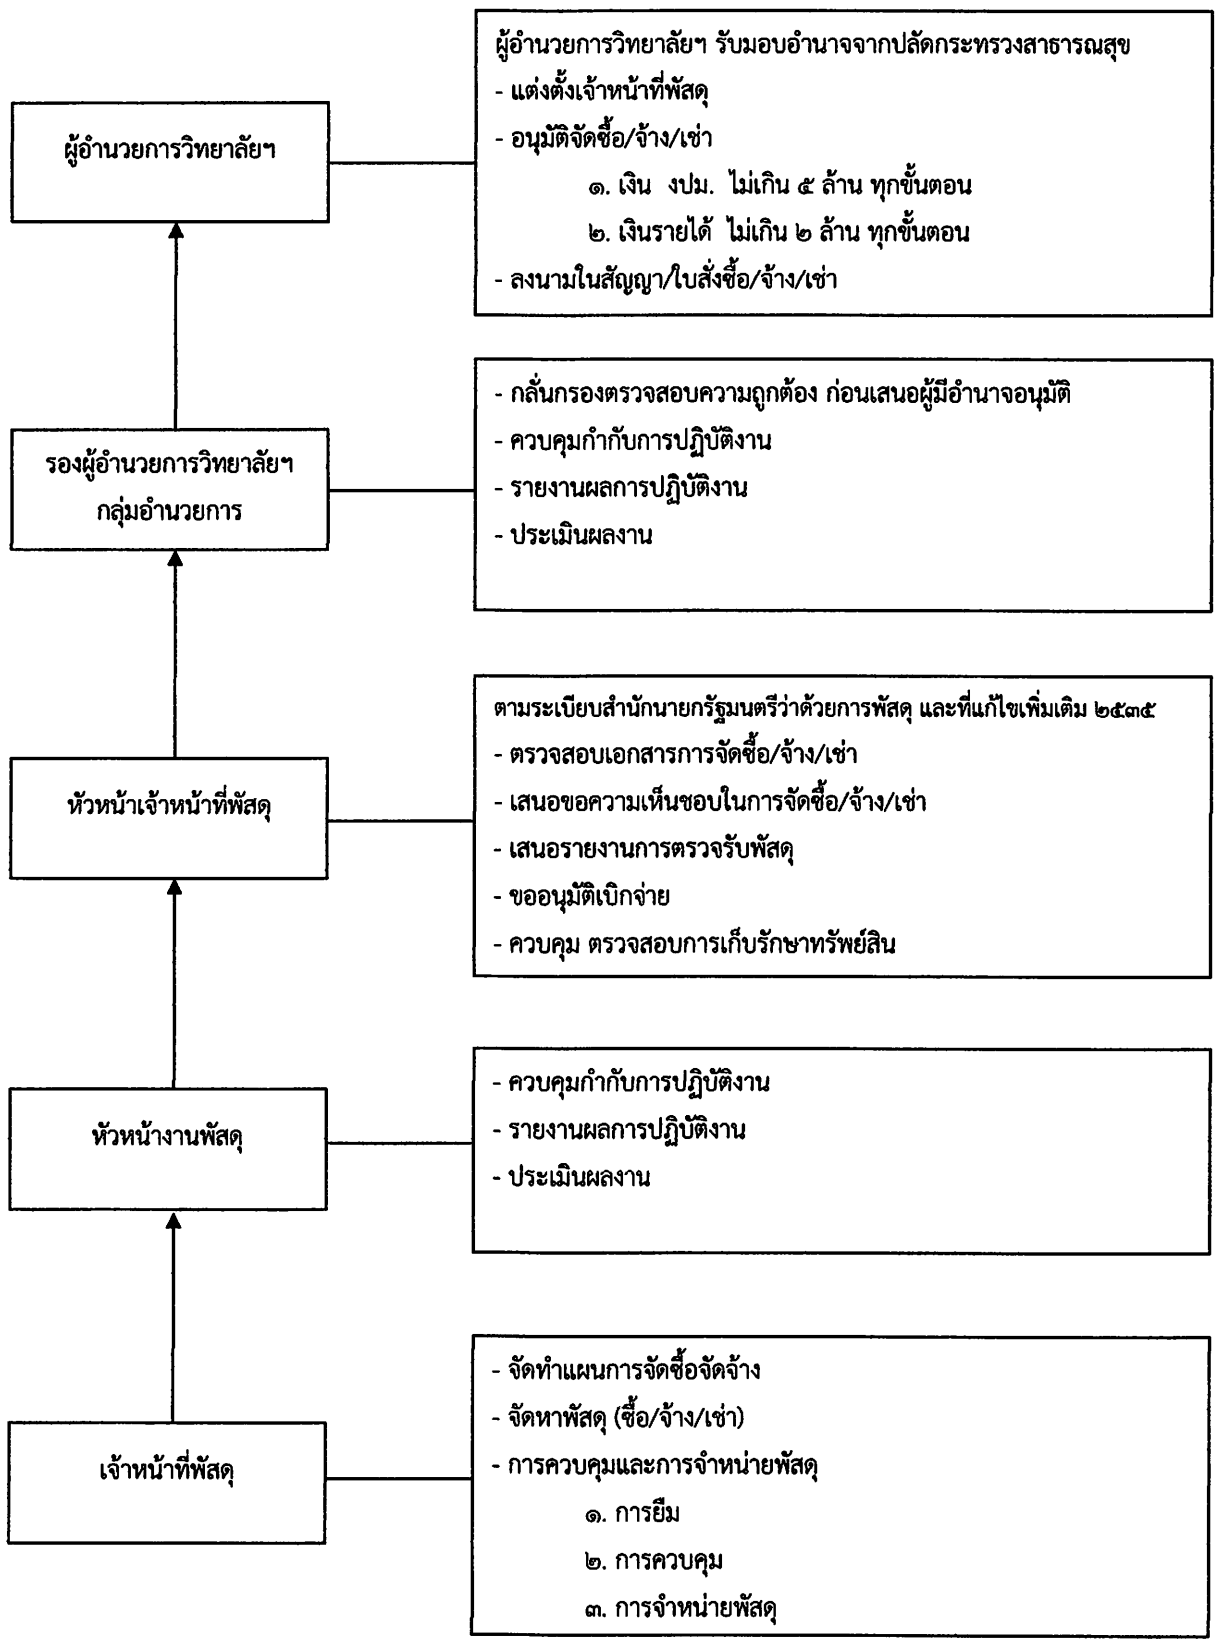 ผู้อำนวยการวิทยาลัยฯ
ผู้อำนวยการวิทยาลัยฯ รับมอบอำนาจจากปลัดกระทรวงสาธารณสุข
- แต่งตั้งเจ้าหน้าที่พัสดุ
- อนุมัติจัดซื้อ/จ้าง/เช่า
๑. เงิน งปม. ไม่เกิน ๕ ล้าน ทุกขั้นตอน
๒. เงินรายได้ ไม่เกิน ๒ ล้าน ทุกขั้นตอน
- ลงนามในสัญญา/ใบสั่งซื้อ/จ้าง/เช่า
รองผู้อำนวยการวิทยาลัยฯ
กลุ่มอำนวยการ
- กลั่นกรองตรวจสอบความถูกต้อง ก่อนเสนอผู้มีอำนาจอนุมัติ
- ควบคุมกำกับการปฏิบัติงาน
- รายงานผลการปฏิบัติงาน
- ประเมินผลงาน
หัวหน้าเจ้าหน้าที่พัสดุ
ตามระเบียบสำนักนายกรัฐมนตรีว่าด้วยการพัสดุ และที่แก้ไขเพิ่มเติม ๒๕๓๕
- ตรวจสอบเอกสารการจัดซื้อ/จ้าง/เช่า
- เสนอขอความเห็นชอบในการจัดซื้อ/จ้าง/เช่า
- เสนอรายงานการตรวจรับพัสดุ
- ขออนุมัติเบิกจ่าย
- ควบคุม ตรวจสอบการเก็บรักษาทรัพย์สิน
หัวหน้างานพัสดุ
- ควบคุมกำกับการปฏิบัติงาน
- รายงานผลการปฏิบัติงาน
- ประเมินผลงาน
เจ้าหน้าที่พัสดุ
- จัดทำแผนการจัดซื้อจัดจ้าง
- จัดหาพัสดุ (ซื้อ/จ้าง/เช่า)
- การควบคุมและการจำหน่ายพัสดุ
๑. การยืม
๒. การควบคุม
๓. การจำหน่ายพัสดุ